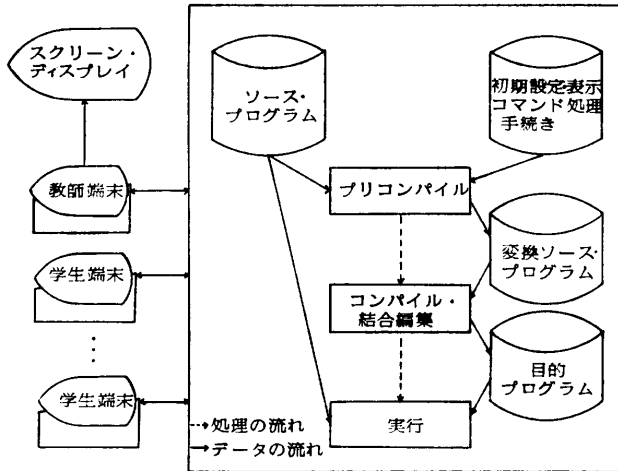 スクリーン・
ディスプレイ
教師端末
学生端末
学生端末
ソース・
プログラム
初期設定・表示
コマンド処理
手続き
プリコンパイル
変換ソース・
プログラム
コンパイル・
結合編集
目的
プログラム
実行
処理の流れ
データの流れ